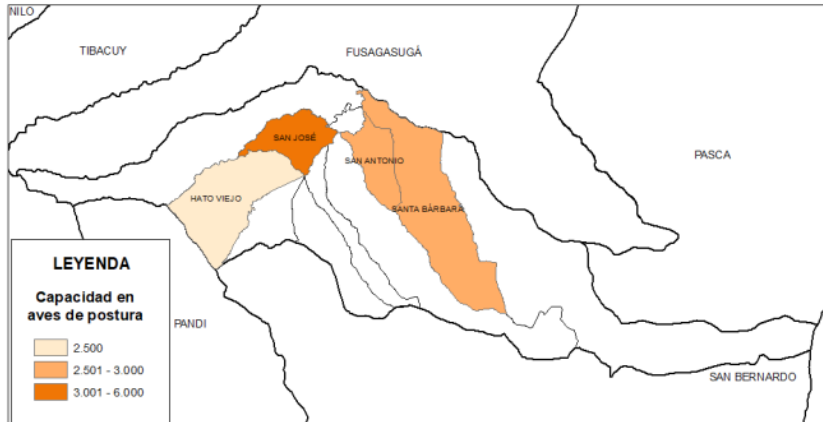 NILO
TIBACUY
FUSAGASUGÁ
SAN JOSÉ
PASCA
SAN ANTONIO
HATO VIEJO
SANTA BÁRBARA
LEYENDA
Capacidad en
aves de postura
2.500
2.501 - 3.000
3.001 - 6.000
PANDI
SAN BERNARDO